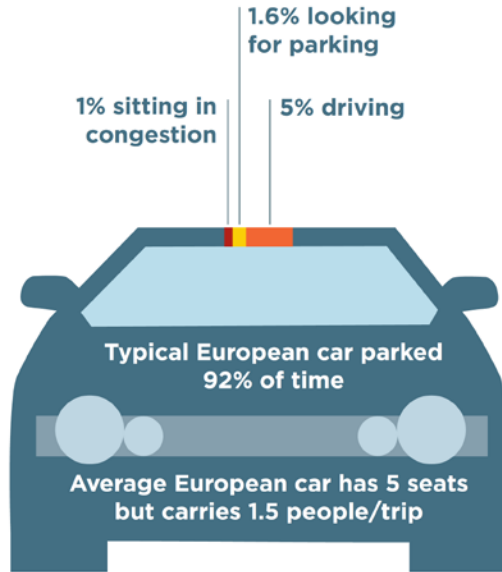 1.6% looking
for parking
1% sitting in
congestion
5% driving
Typical European car parked
92% of time
Average European car has 5 seats
but carries 1.5 people/trip